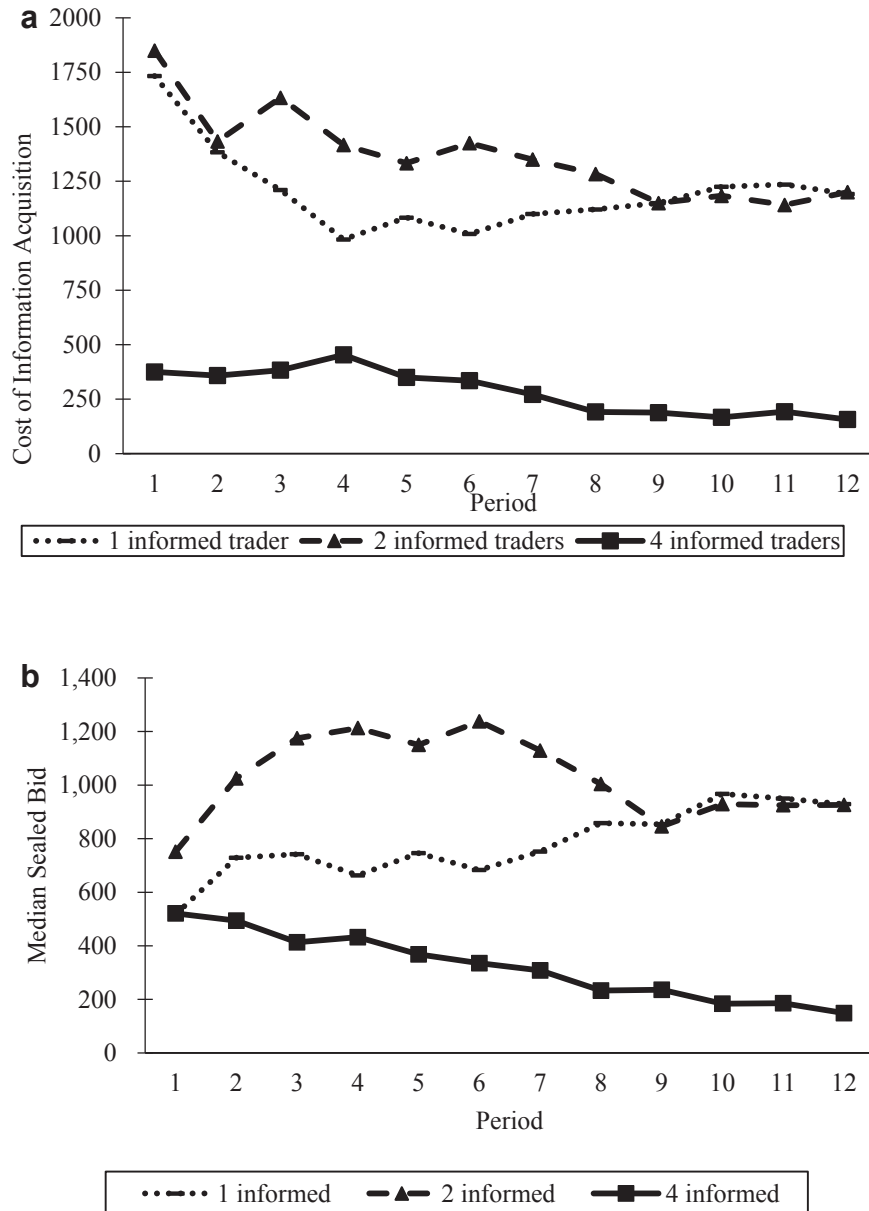 a
2000
1750
1500
1250
1000
750
500
250
0
Cost of Information Acquisition
1 2 3 4 5 6 7 8 9 10 11 12
Period
1 informed trader 2 informed traders 4 informed traders
b
1,400
1,200
1,000
800
600
400
200
0
Median Sealed Bid
1 2 3 4 5 6 7 8 9 10 11 12
Period
1 informed 2 informed 4 informed